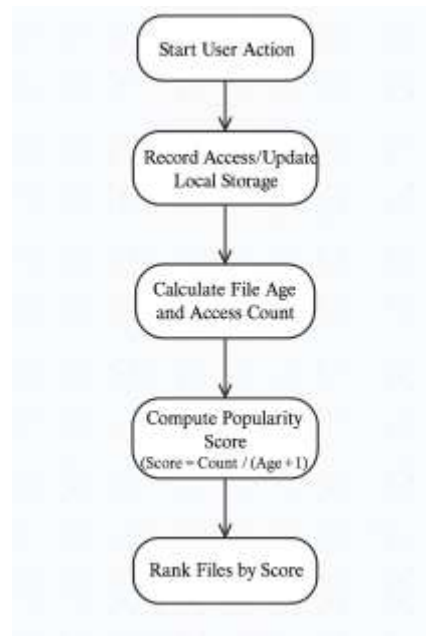 Start User Action
Record Access/Update
Local Storage
Calculate File Age
and Access Count
Compute Popularity
Score
(Score = Count / (Age + 1)
Rank Files by Score